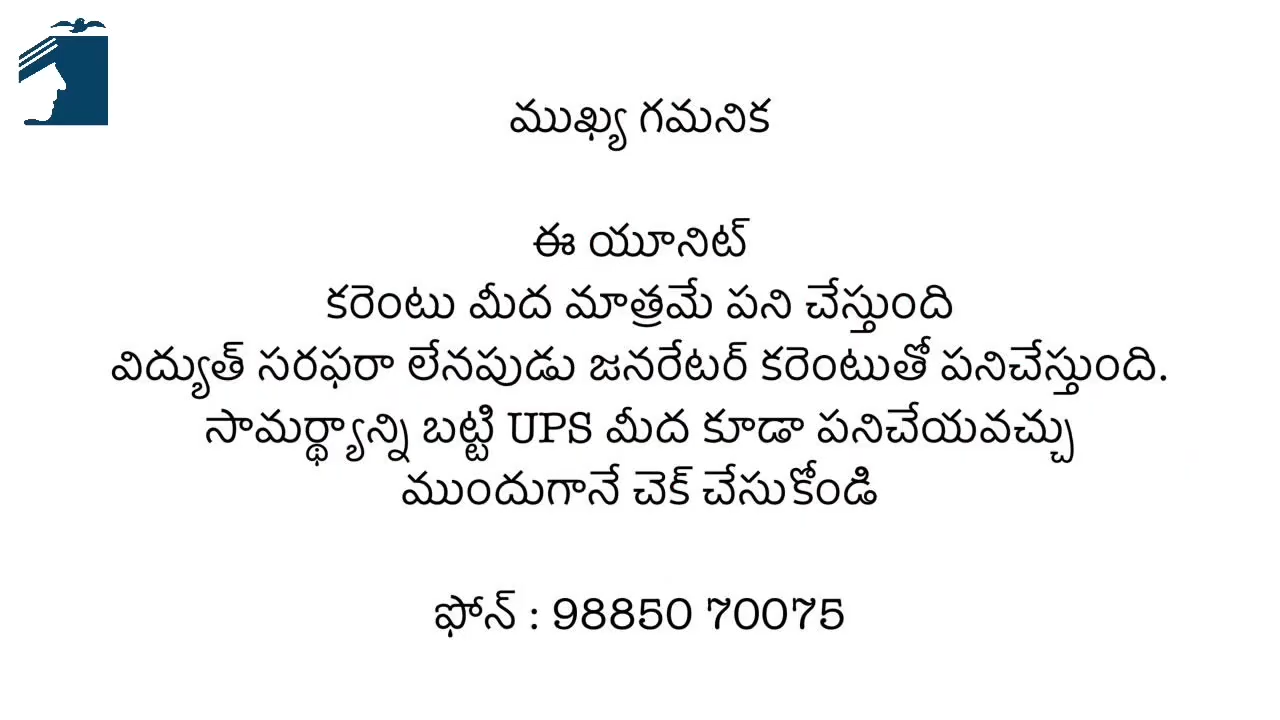 ముఖ్య గమనిక
ఈ యూనిట్
కరెంటు మీద మాత్రమే పని చేస్తుంది
విద్యుత్ సరఫరా లేనపుడు జనరేటర్ కరెంటుతో పనిచేస్తుంది.
సామర్థ్యాన్ని బట్టి UPS మీద కూడా పనిచేయవచ్చు
ముందుగానే చెక్ చేసుకోండి
ఫోన్ : 98850 70075